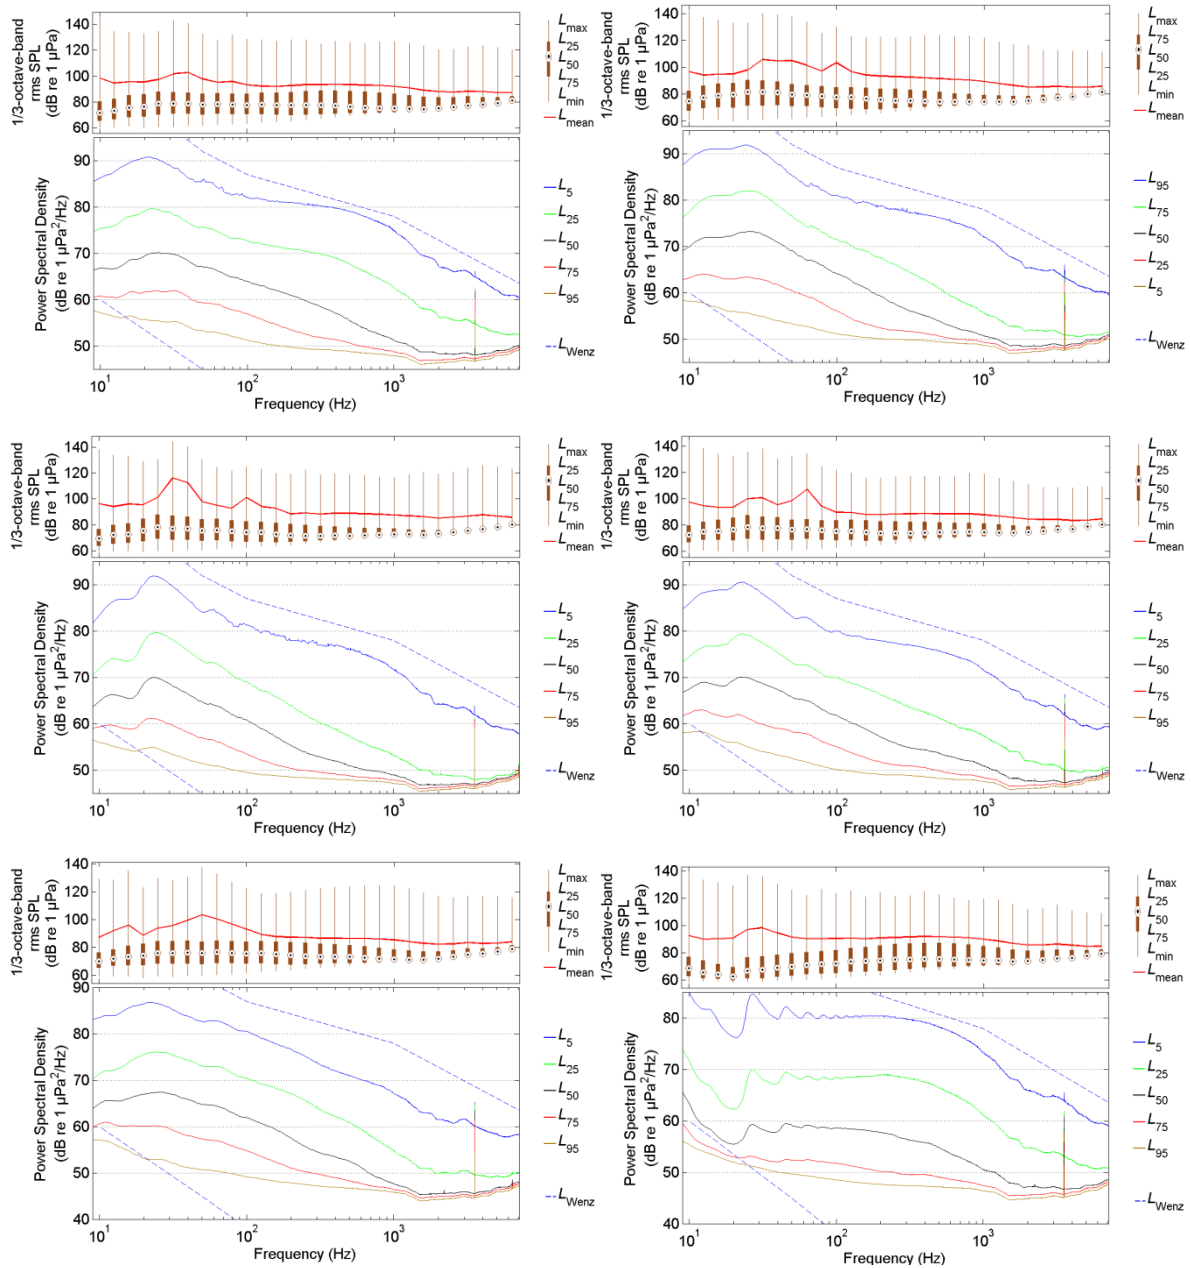 1/3-octave-band
rms SPL
(dB re 1 µPa)
140
120
100
80
60
Lmax
L25
L50
L75
Lmin
Lmean
Power Spectral Density
(dB re 1 µPa²/Hz)
90
80
70
60
50
L5
L25
L50
L75
L95
LWenz
10¹ 10² 10³
Frequency (Hz)
1/3-octave-band
rms SPL
(dB re 1 µPa)
140
120
100
80
60
Lmax
L75
L50
L25
Lmin
Lmean
Power Spectral Density
(dB re 1 µPa²/Hz)
90
80
70
60
50
L95
L75
L50
L25
L5
LWenz
10¹ 10² 10³
Frequency (Hz)
1/3-octave-band
rms SPL
(dB re 1 µPa)
140
120
100
80
60
Lmax
L25
L50
L75
Lmin
Lmean
Power Spectral Density
(dB re 1 µPa²/Hz)
90
80
70
60
50
L5
L25
L50
L75
L95
LWenz
10¹ 10² 10³
Frequency (Hz)
1/3-octave-band
rms SPL
(dB re 1 µPa)
140
120
100
80
60
Lmax
L25
L50
L75
Lmin
Lmean
Power Spectral Density
(dB re 1 µPa²/Hz)
90
80
70
60
50
L5
L25
L50
L75
L95
LWenz
10¹ 10² 10³
Frequency (Hz)
1/3-octave-band
rms SPL
(dB re 1 µPa)
140
120
100
80
60
Lmax
L25
L50
L75
Lmin
Lmean
Power Spectral Density
(dB re 1 µPa²/Hz)
90
80
70
60
50
40
L5
L25
L50
L75
L95
LWenz
10¹ 10² 10³
Frequency (Hz)
1/3-octave-band
rms SPL
(dB re 1 µPa)
140
120
100
80
60
Lmax
L25
L50
L75
Lmin
Lmean
Power Spectral Density
(dB re 1 µPa²/Hz)
80
70
60
50
40
L5
L25
L50
L75
L95
LWenz
10¹ 10² 10³
Frequency (Hz)